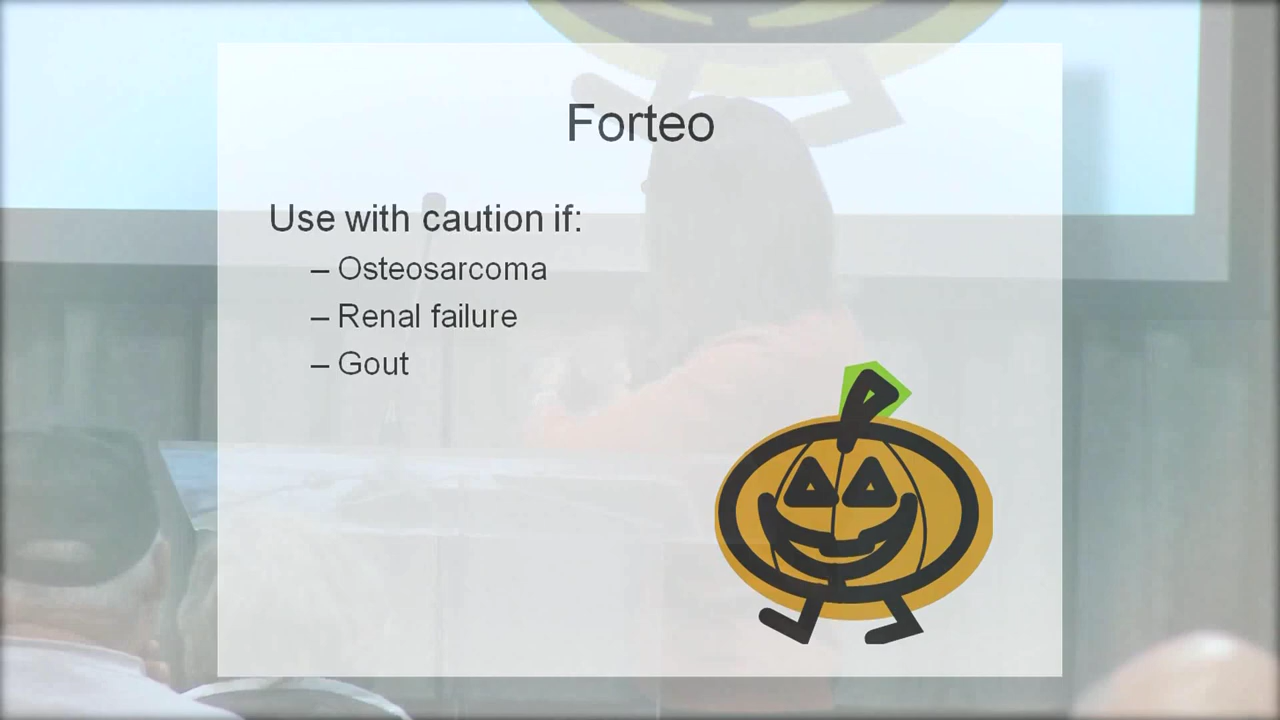 Forteo
Use with caution if:
– Osteosarcoma
– Renal failure
– Gout